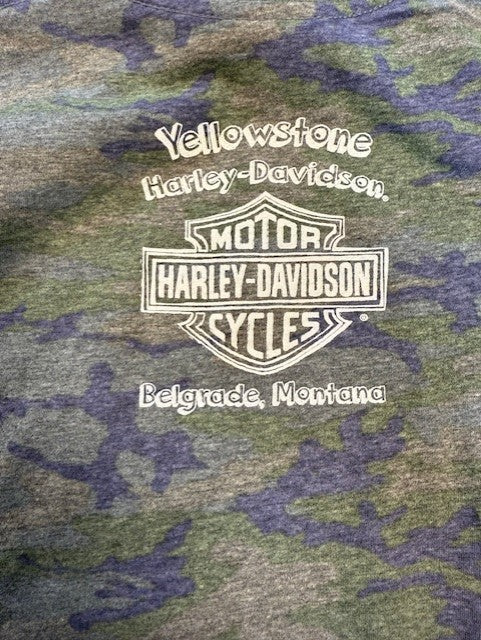 Yellowstone
Harley-Davidson®
MOTOR
HARLEY-DAVIDSON
CYCLES®
Belgrade, Montana